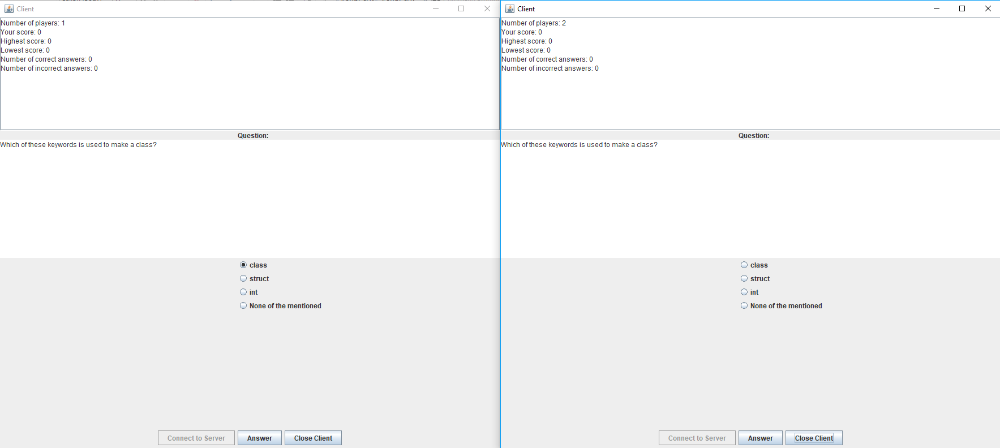 Client
Number of players: 1
Your score: 0
Highest score: 0
Lowest score: 0
Number of correct answers: 0
Number of incorrect answers: 0
Question:
Which of these keywords is used to make a class?
class
struct
int
None of the mentioned
Connect to Server Answer Close Client
Client
Number of players: 2
Your score: 0
Highest score: 0
Lowest score: 0
Number of correct answers: 0
Number of incorrect answers: 0
Question:
Which of these keywords is used to make a class?
class
struct
int
None of the mentioned
Connect to Server Answer Close Client